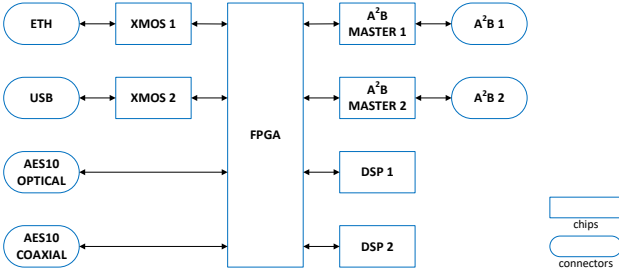 ETH
XMOS 1
A²B
MASTER 1
A²B 1
USB
XMOS 2
A²B
MASTER 2
A²B 2
FPGA
AES10
OPTICAL
DSP 1
AES10
COAXIAL
DSP 2
chips
connectors